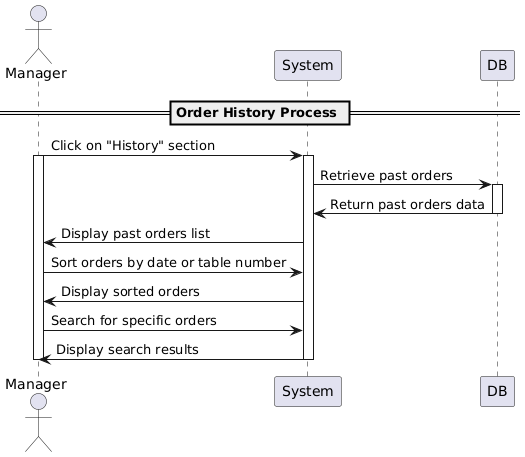 Manager
System
DB
Order History Process
Click on "History" section
Retrieve past orders
Return past orders data
Display past orders list
Sort orders by date or table number
Display sorted orders
Search for specific orders
Display search results
Manager
System
DB